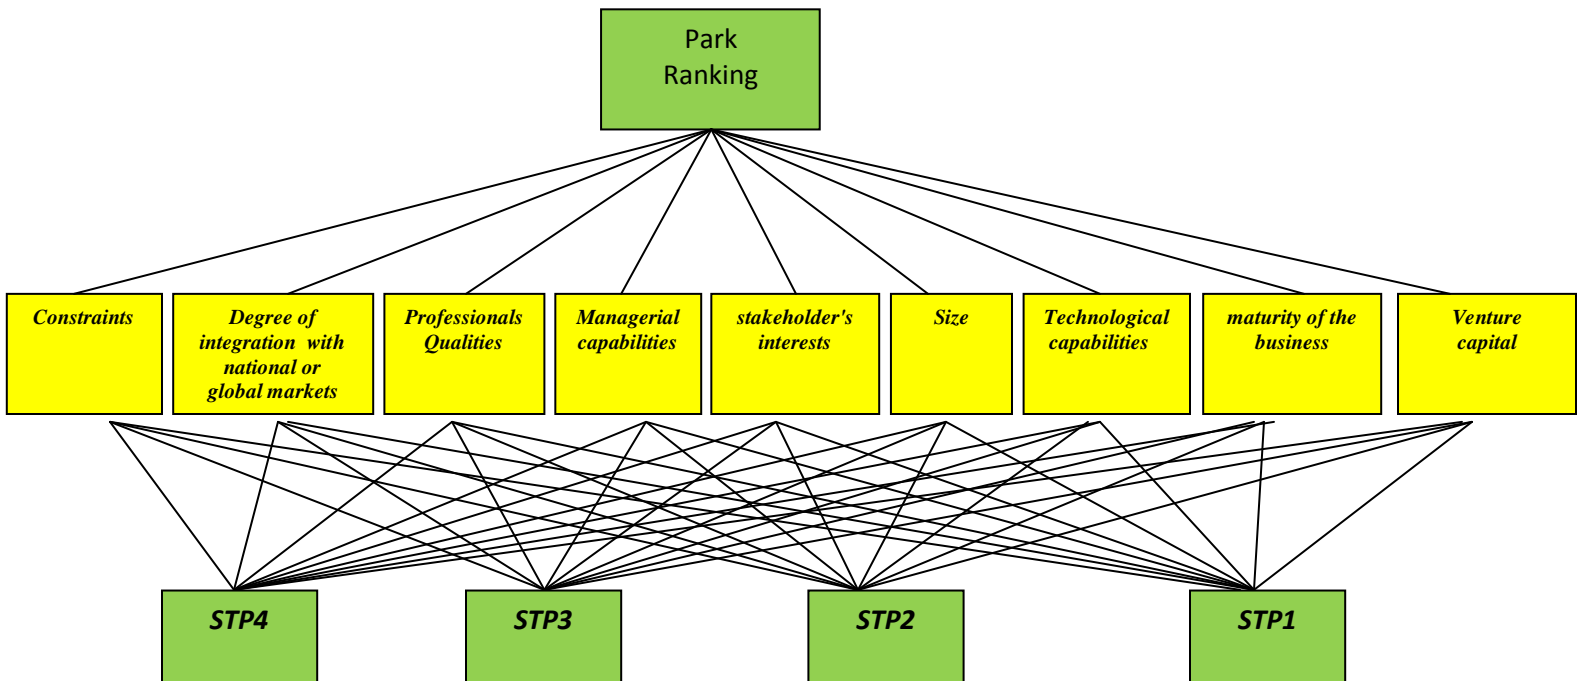 Park
Ranking
Constraints
Degree of
integration with
national or
global markets
Professionals
Qualities
Managerial
capabilities
stakeholder's
interests
Size
Technological
capabilities
maturity of the
business
Venture
capital
STP4
STP3
STP2
STP1